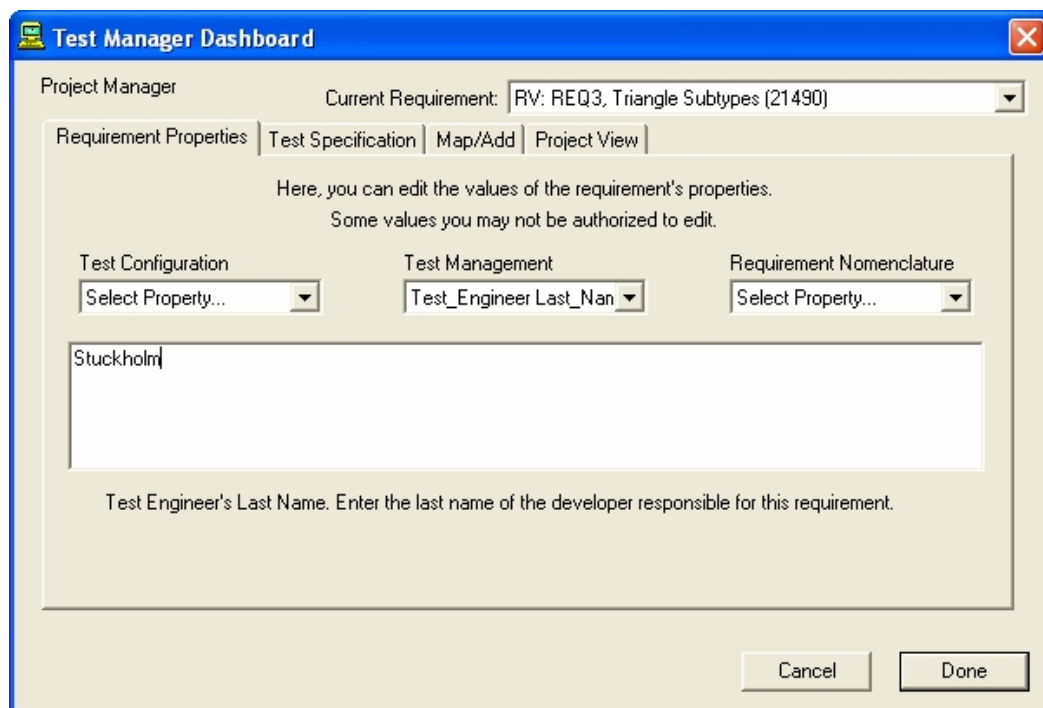 Test Manager Dashboard
Project Manager
Current Requirement: RV: REQ3, Triangle Subtypes (21490)
Requirement Properties Test Specification Map/Add Project View
Here, you can edit the values of the requirement's properties.
Some values you may not be authorized to edit.
Test Configuration Test Management Requirement Nomenclature
Select Property... Test_Engineer Last_Nan Select Property...
Stuckholm
Test Engineer's Last Name. Enter the last name of the developer responsible for this requirement.
Cancel Done